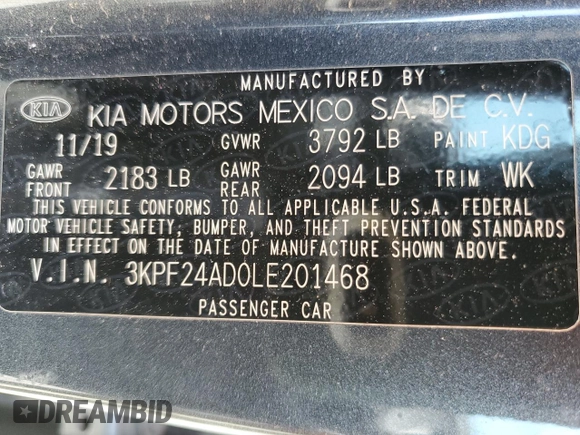 MANUFACTURED BY
KIA KIA MOTORS MEXICO S.A. DE C.V.
11/19 GVWR 3792 LB PAINT KDG
GAWR FRONT 2183 LB GAWR REAR 2094 LB TRIM WK
THIS VEHICLE CONFORMS TO ALL APPLICABLE U.S.A. FEDERAL
MOTOR VEHICLE SAFETY, BUMPER, AND THEFT PREVENTION STANDARDS
IN EFFECT ON THE DATE OF MANUFACTURE SHOWN ABOVE.
V.I.N. 3KPF24AD0LE201468
PASSENGER CAR
DREAMBID